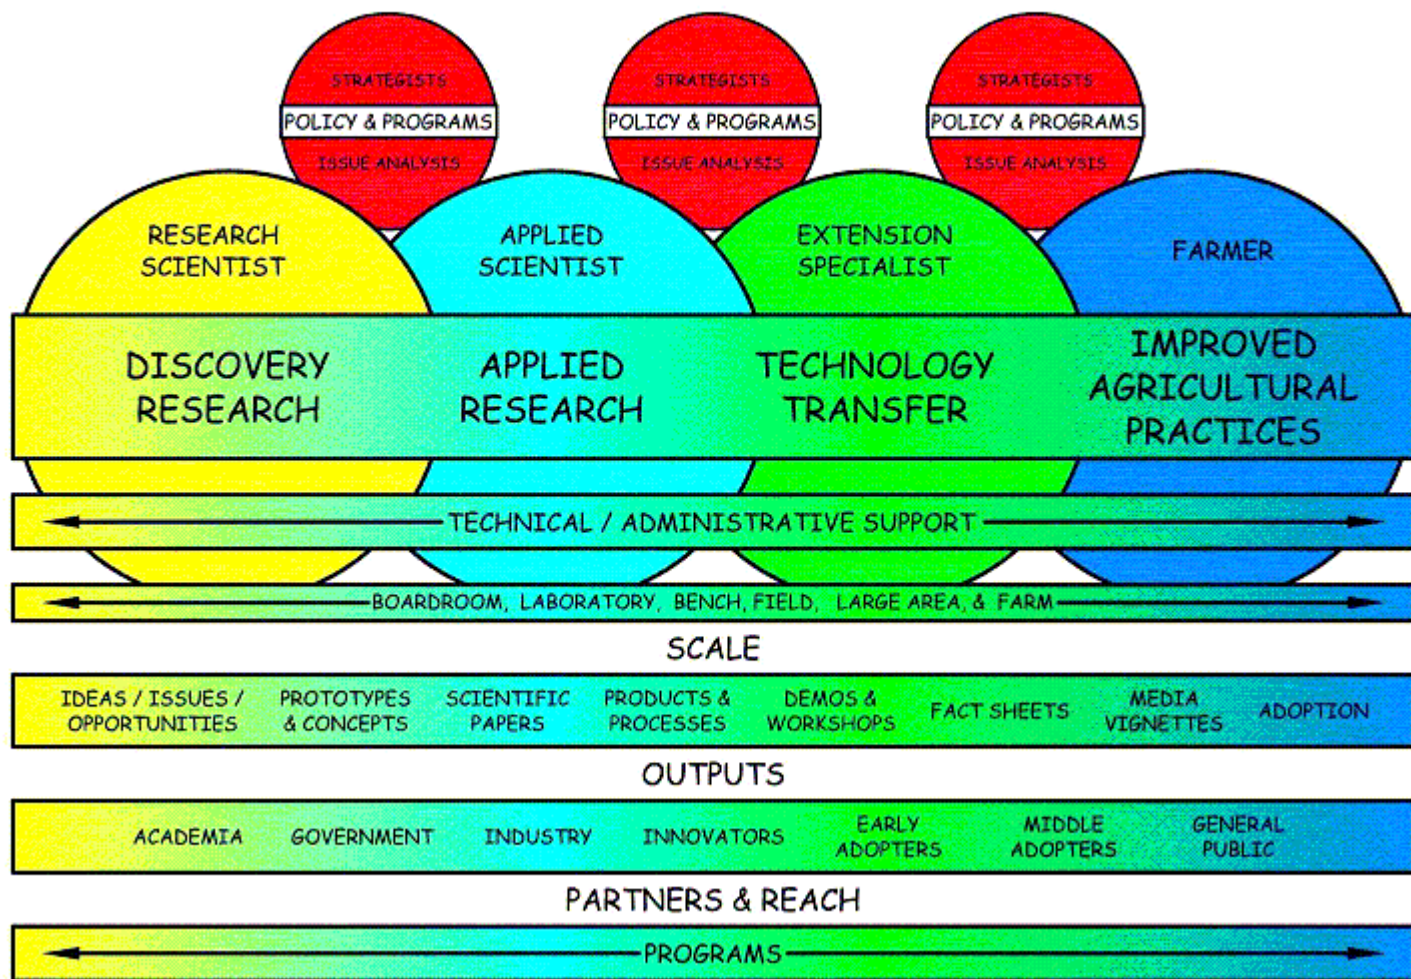 STRATEGISTS
POLICY & PROGRAMS
ISSUE ANALYSIS
STRATEGISTS
POLICY & PROGRAMS
ISSUE ANALYSIS
STRATEGISTS
POLICY & PROGRAMS
ISSUE ANALYSIS
RESEARCH
SCIENTIST
APPLIED
SCIENTIST
EXTENSION
SPECIALIST
FARMER
DISCOVERY
RESEARCH
APPLIED
RESEARCH
TECHNOLOGY
TRANSFER
IMPROVED
AGRICULTURAL
PRACTICES
TECHNICAL / ADMINISTRATIVE SUPPORT
BOARDROOM, LABORATORY, BENCH, FIELD, LARGE AREA, & FARM
SCALE
IDEAS / ISSUES /
OPPORTUNITIES
PROTOTYPES
& CONCEPTS
SCIENTIFIC
PAPERS
PRODUCTS &
PROCESSES
DEMOS &
WORKSHOPS
FACT SHEETS
MEDIA
VIGNETTES
ADOPTION
OUTPUTS
ACADEMIA
GOVERNMENT
INDUSTRY
INNOVATORS
EARLY
ADOPTERS
MIDDLE
ADOPTERS
GENERAL
PUBLIC
PARTNERS & REACH
PROGRAMS